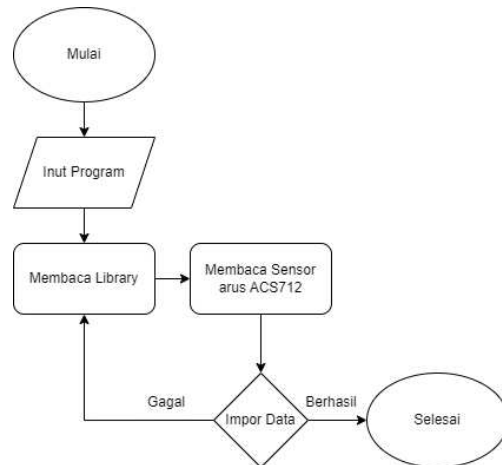 Mulai
Inut Program
Membaca Library
Membaca Sensor
arus ACS712
Gagal
Impor Data
Berhasil
Selesai